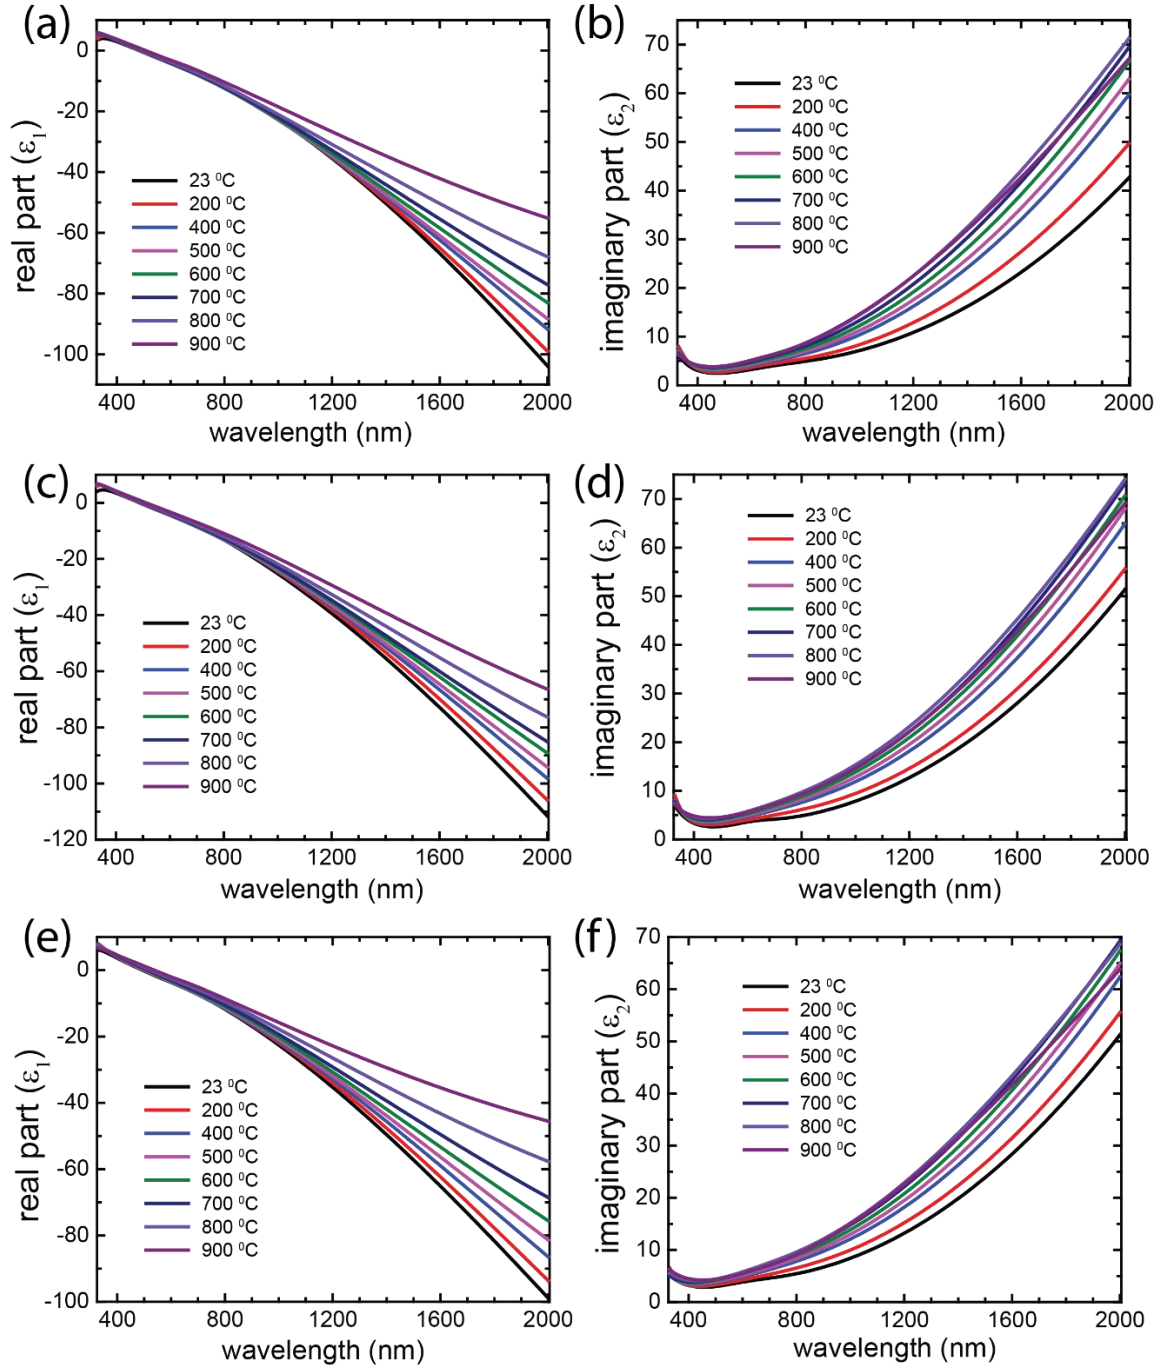 (a)
real part (ε1)
0
-20
-40
-60
-80
-100
23 ⁰C
200 ⁰C
400 ⁰C
500 ⁰C
600 ⁰C
700 ⁰C
800 ⁰C
900 ⁰C
400 800 1200 1600 2000
wavelength (nm)
(b)
imaginary part (ε2)
70
60
50
40
30
20
10
0
23 ⁰C
200 ⁰C
400 ⁰C
500 ⁰C
600 ⁰C
700 ⁰C
800 ⁰C
900 ⁰C
400 800 1200 1600 2000
wavelength (nm)
(c)
real part (ε1)
0
-20
-40
-60
-80
-100
-120
23 ⁰C
200 ⁰C
400 ⁰C
500 ⁰C
600 ⁰C
700 ⁰C
800 ⁰C
900 ⁰C
400 800 1200 1600 2000
wavelength (nm)
(d)
imaginary part (ε2)
70
60
50
40
30
20
10
0
23 ⁰C
200 ⁰C
400 ⁰C
500 ⁰C
600 ⁰C
700 ⁰C
800 ⁰C
900 ⁰C
400 800 1200 1600 2000
wavelength (nm)
(e)
real part (ε1)
0
-20
-40
-60
-80
-100
23 ⁰C
200 ⁰C
400 ⁰C
500 ⁰C
600 ⁰C
700 ⁰C
800 ⁰C
900 ⁰C
400 800 1200 1600 2000
wavelength (nm)
(f)
imaginary part (ε2)
70
60
50
40
30
20
10
0
23 ⁰C
200 ⁰C
400 ⁰C
500 ⁰C
600 ⁰C
700 ⁰C
800 ⁰C
900 ⁰C
400 800 1200 1600 2000
wavelength (nm)